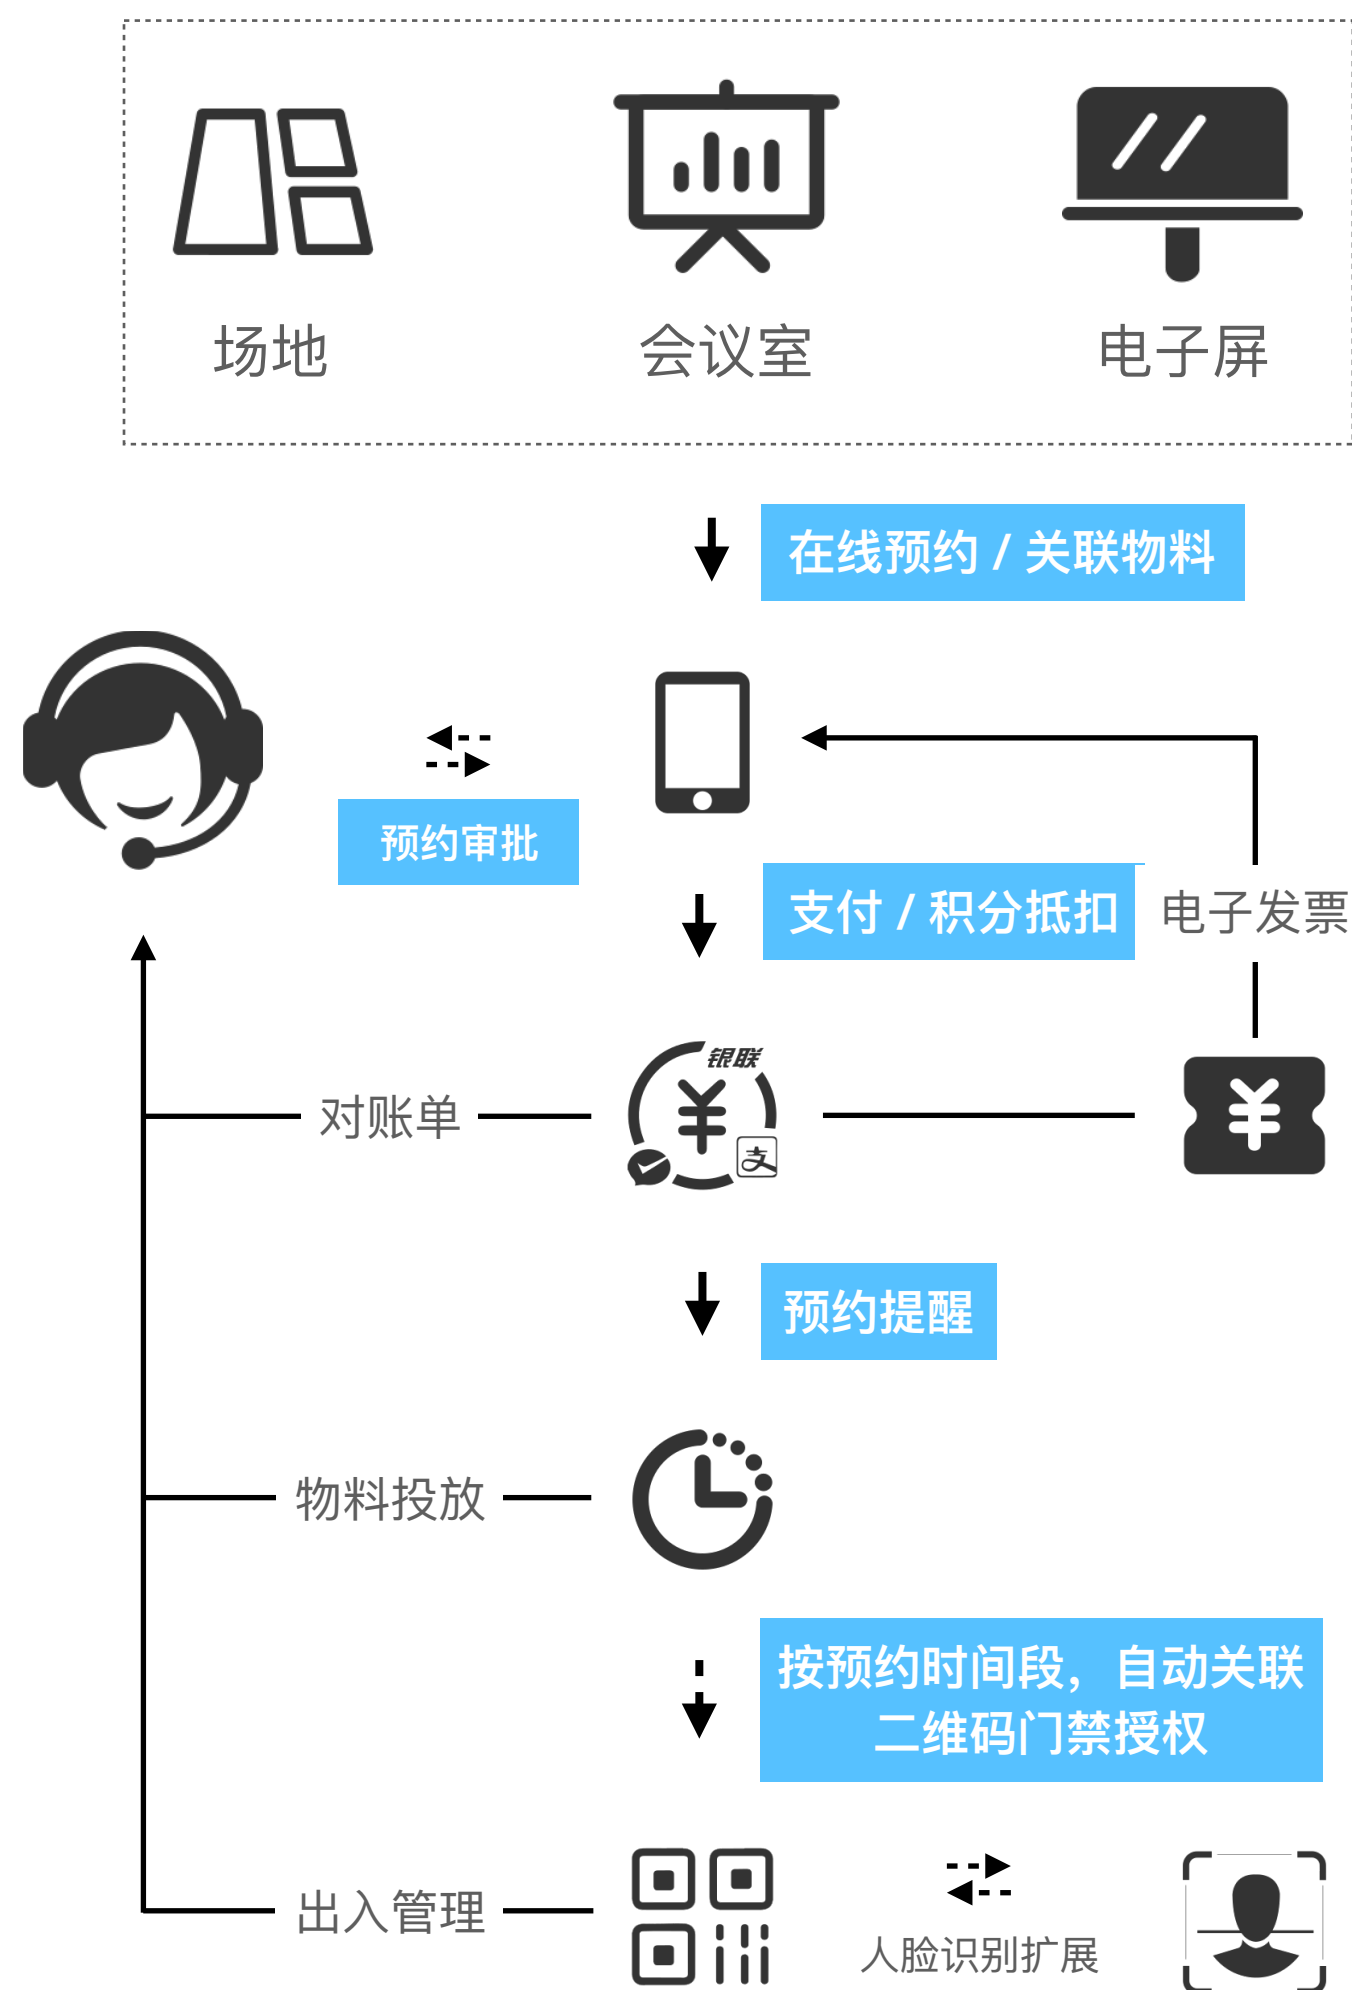 场地
会议室
电子屏
在线预约 / 关联物料
预约审批
支付 / 积分抵扣
电子发票
银联
支
对账单
预约提醒
物料投放
按预约时间段，自动关联
二维码门禁授权
出入管理
人脸识别扩展